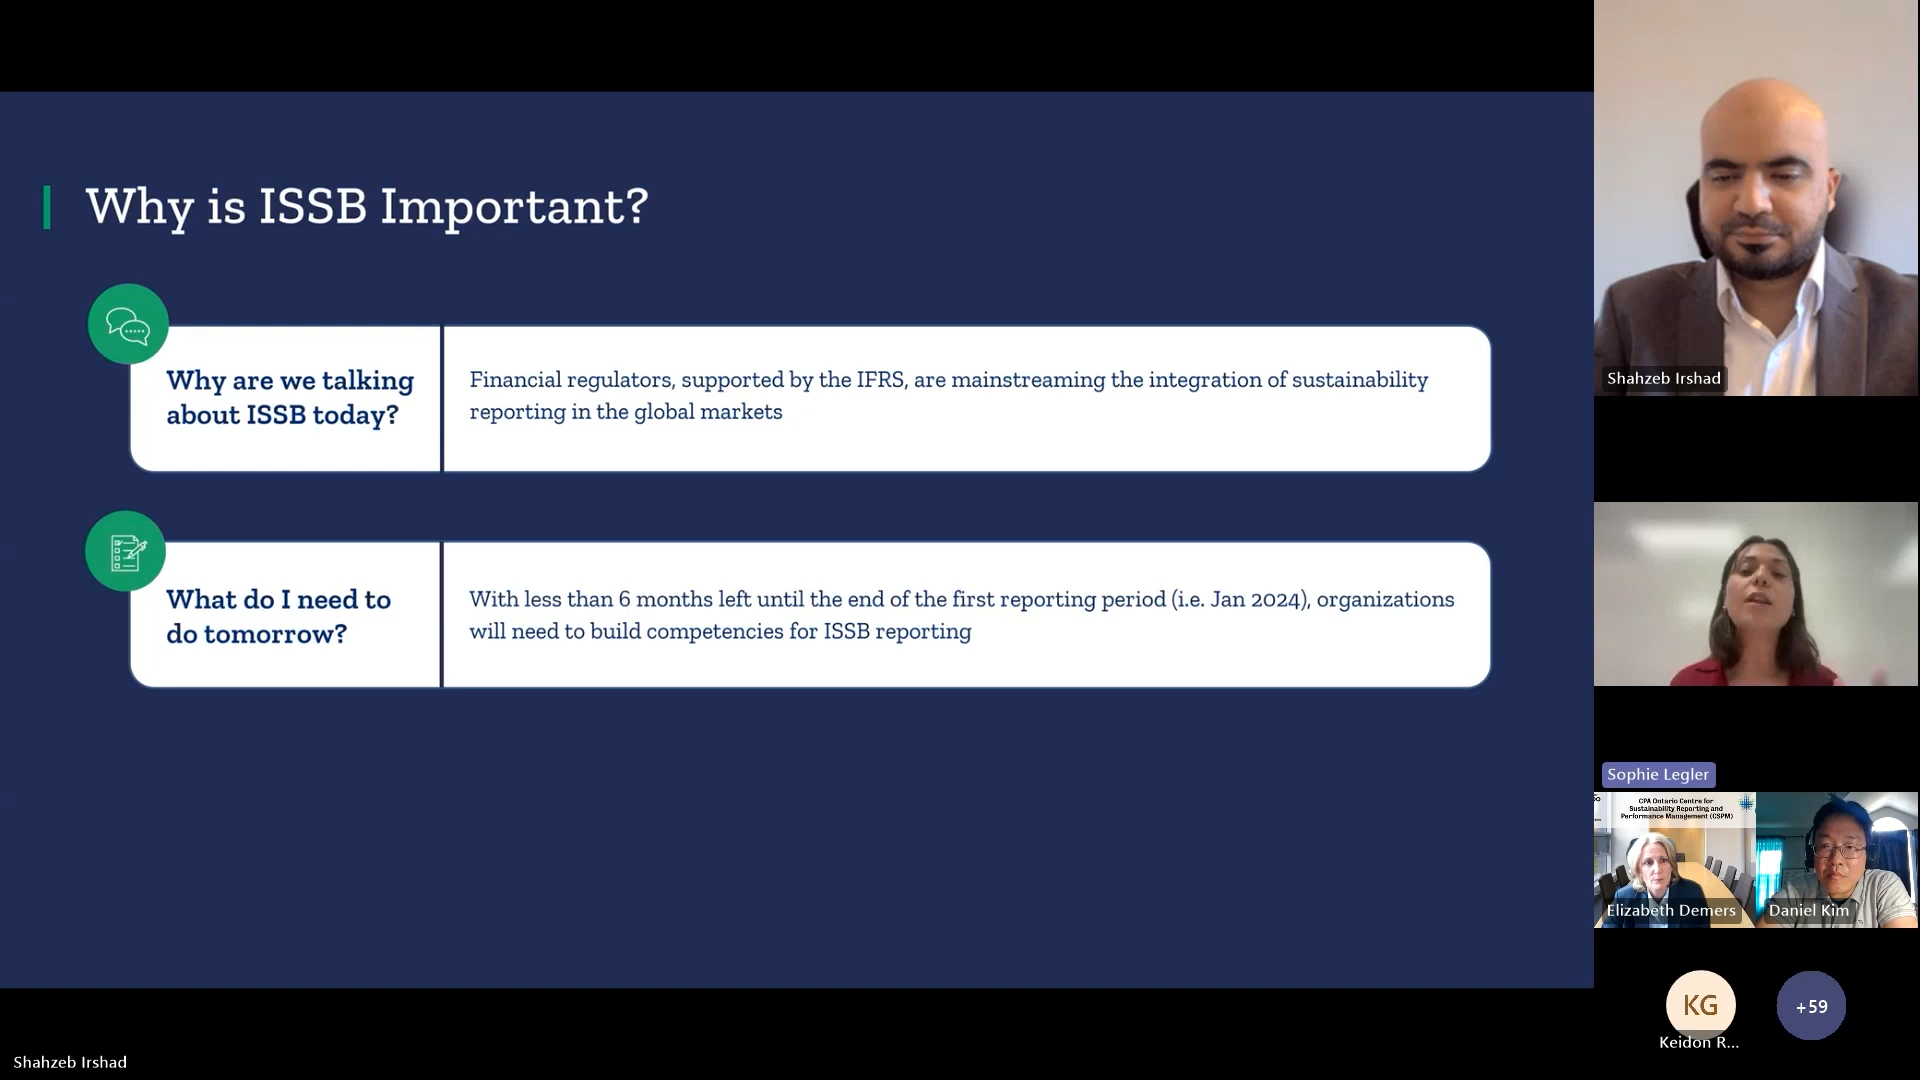 Why is ISSB Important?
Why are we talking
about ISSB today?
Financial regulators, supported by the IFRS, are mainstreaming the integration of sustainability
reporting in the global markets
What do I need to
do tomorrow?
With less than 6 months left until the end of the first reporting period (i.e. Jan 2024), organizations
will need to build competencies for ISSB reporting
Shahzeb Irshad
Sophie Legler
CPA Ontario Centre for
Sustainability Reporting and
Performance Management (CSPM)
Elizabeth Demers
Daniel Kim
KG
+59
Keidon R...
Shahzeb Irshad